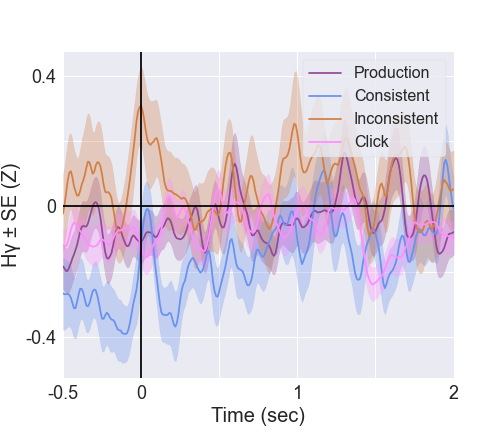 Production
Consistent
Inconsistent
Click
0.4
0
-0.4
Hγ ± SE (Z)
-0.5
0
1
2
Time (sec)